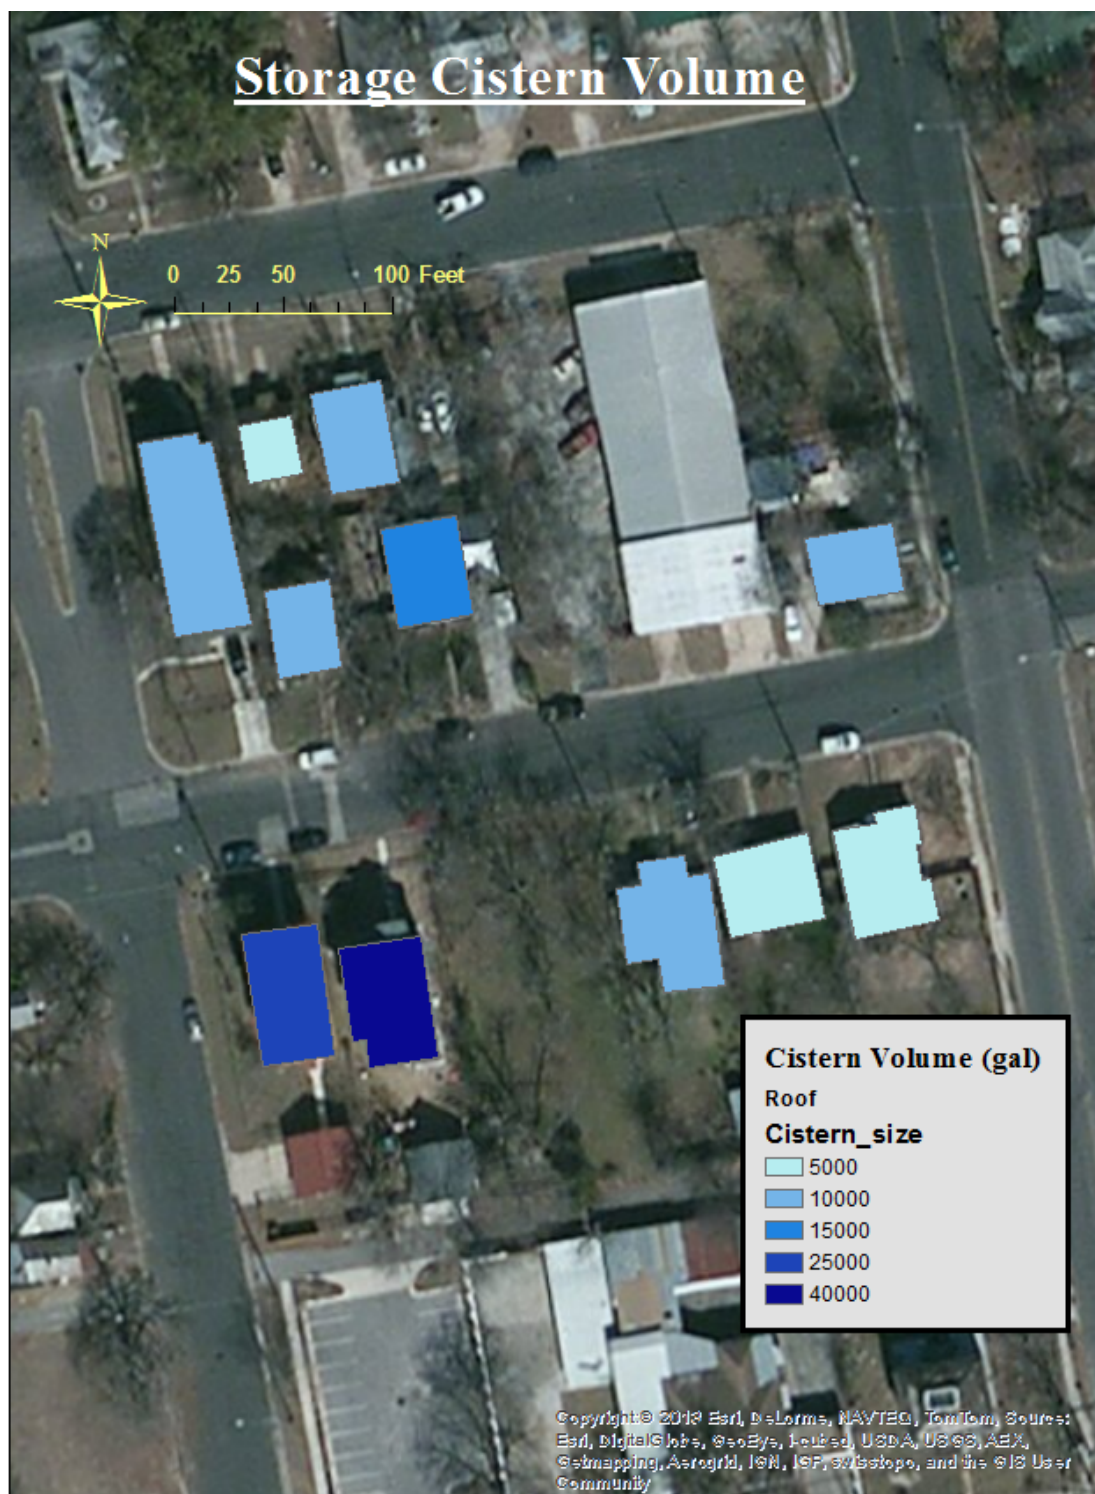 Storage Cistern Volume
N
0 25 50 100 Feet
Cistern Volume (gal)
Roof
Cistern_size
5000
10000
15000
25000
40000
Copyright:© 2013 Esri, DeLorme, NAVTEQ, TomTom, Source:
Esri, DigitalGlobe, GeoEye, i-cubed, USDA, USGS, AEX,
Getmapping, Aerogrid, IGN, IGP, swisstopo, and the GIS User
Community